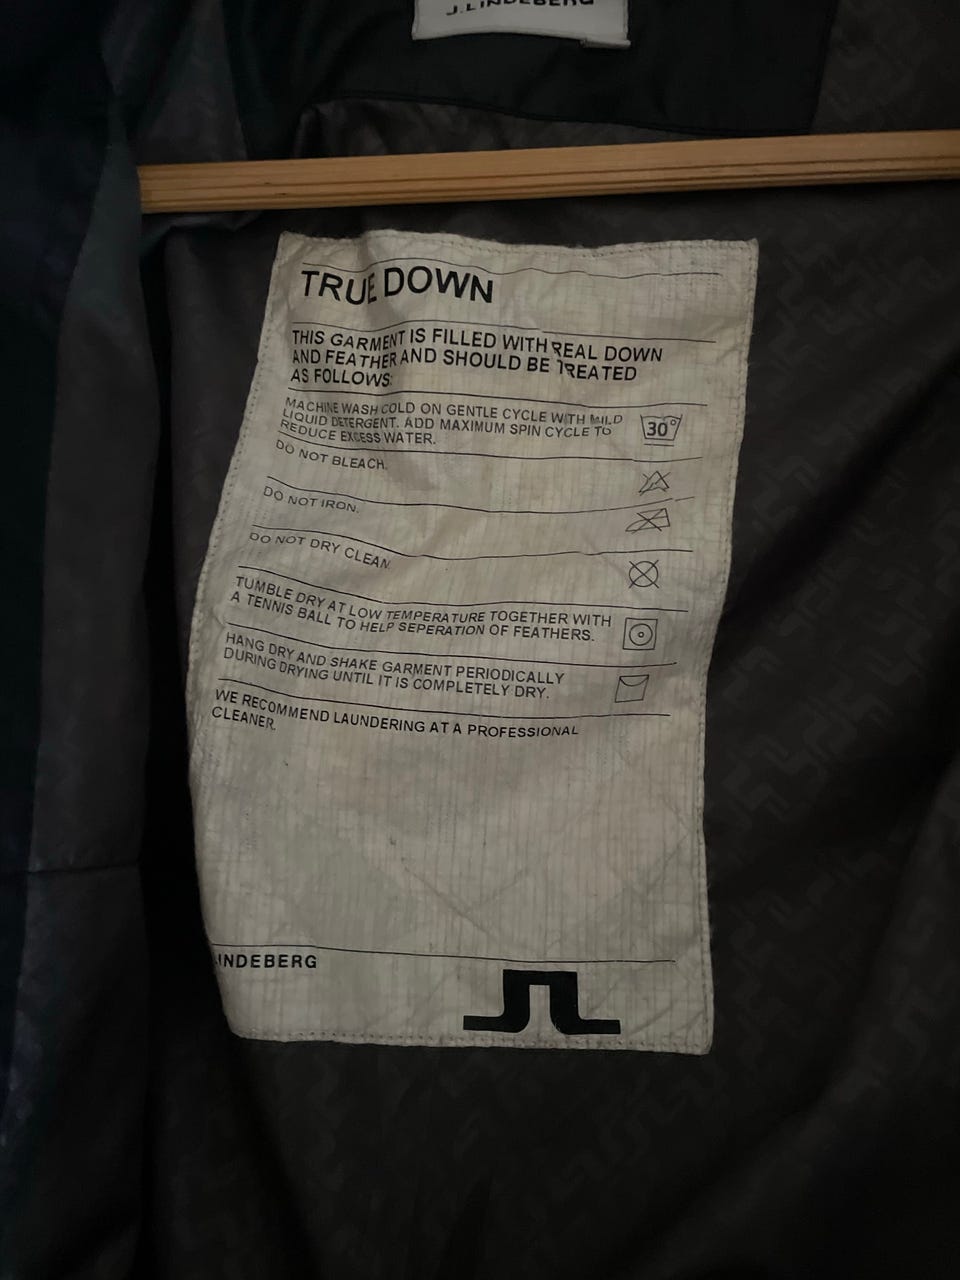 J.LINDEBERG
TRUE DOWN
THIS GARMENT IS FILLED WITH REAL DOWN
AND FEATHER AND SHOULD BE TREATED
AS FOLLOWS:
MACHINE WASH COLD ON GENTLE CYCLE WITH MILD
LIQUID DETERGENT. ADD MAXIMUM SPIN CYCLE TO
REDUCE EXCESS WATER.
30°
DO NOT BLEACH.
DO NOT IRON.
DO NOT DRY CLEAN.
TUMBLE DRY AT LOW TEMPERATURE TOGETHER WITH
A TENNIS BALL TO HELP SEPERATION OF FEATHERS.
HANG DRY AND SHAKE GARMENT PERIODICALLY
DURING DRYING UNTIL IT IS COMPLETELY DRY.
WE RECOMMEND LAUNDERING AT A PROFESSIONAL
CLEANER.
LINDEBERG